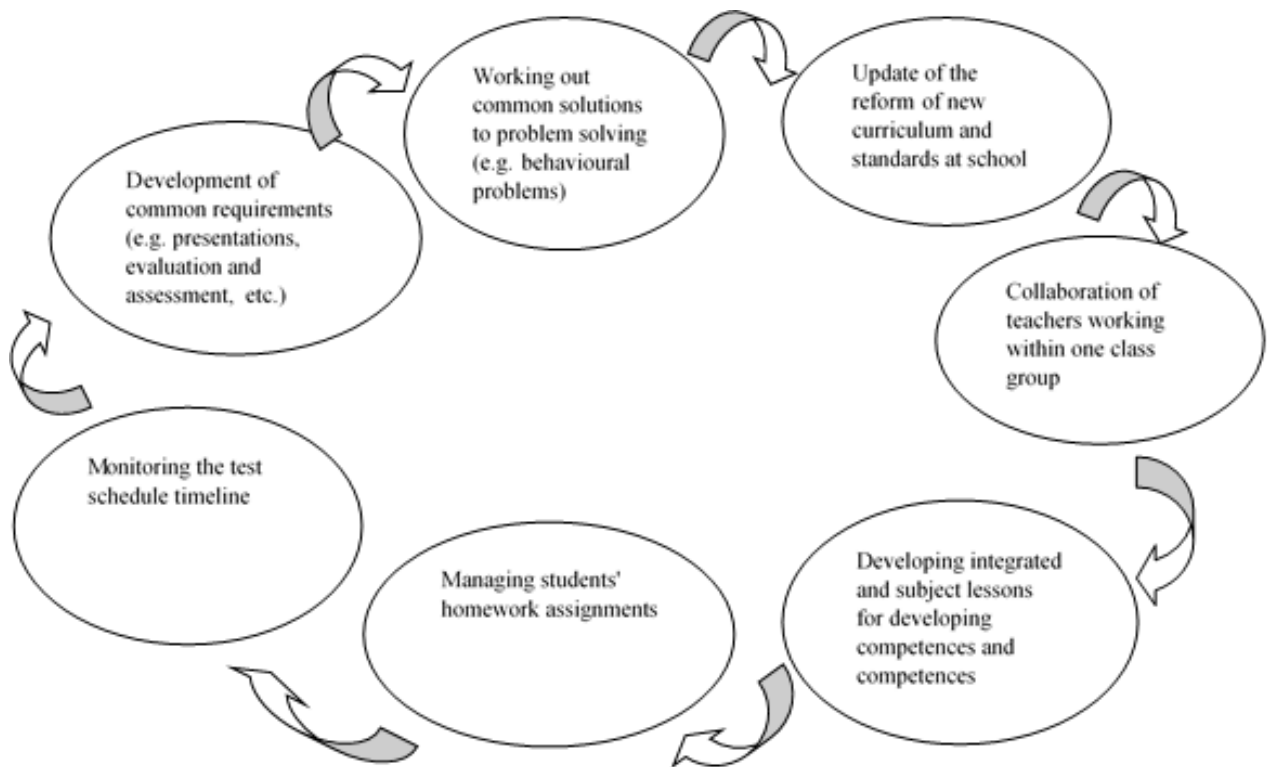 Working out
common solutions
to problem solving
(e.g. behavioural
problems)
Update of the
reform of new
curriculum and
standards at school
Collaboration of
teachers working
within one class
group
Developing integrated
and subject lessons
for developing
competences and
competences
Managing students'
homework assignments
Monitoring the test
schedule timeline
Development of
common requirements
(e.g. presentations,
evaluation and
assessment, etc.)